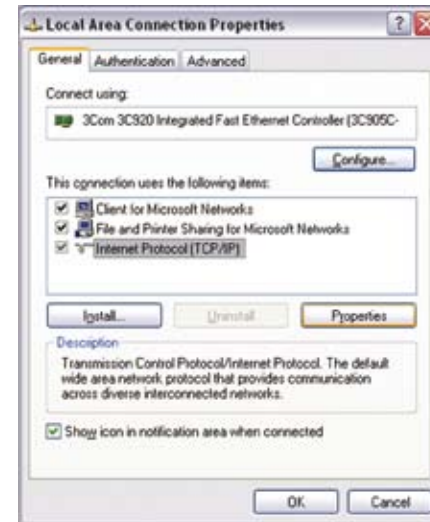 Local Area Connection Properties
General Authentication Advanced
Connect using:
3Com 3C920 Integrated Fast Ethernet Controller (3C905C-
Configure...
This connection uses the following items:
Client for Microsoft Networks
File and Printer Sharing for Microsoft Networks
Internet Protocol (TCP/IP)
Install... Uninstall Properties
Description
Transmission Control Protocol/Internet Protocol. The default
wide area network protocol that provides communication
across diverse interconnected networks.
Show icon in notification area when connected
OK Cancel